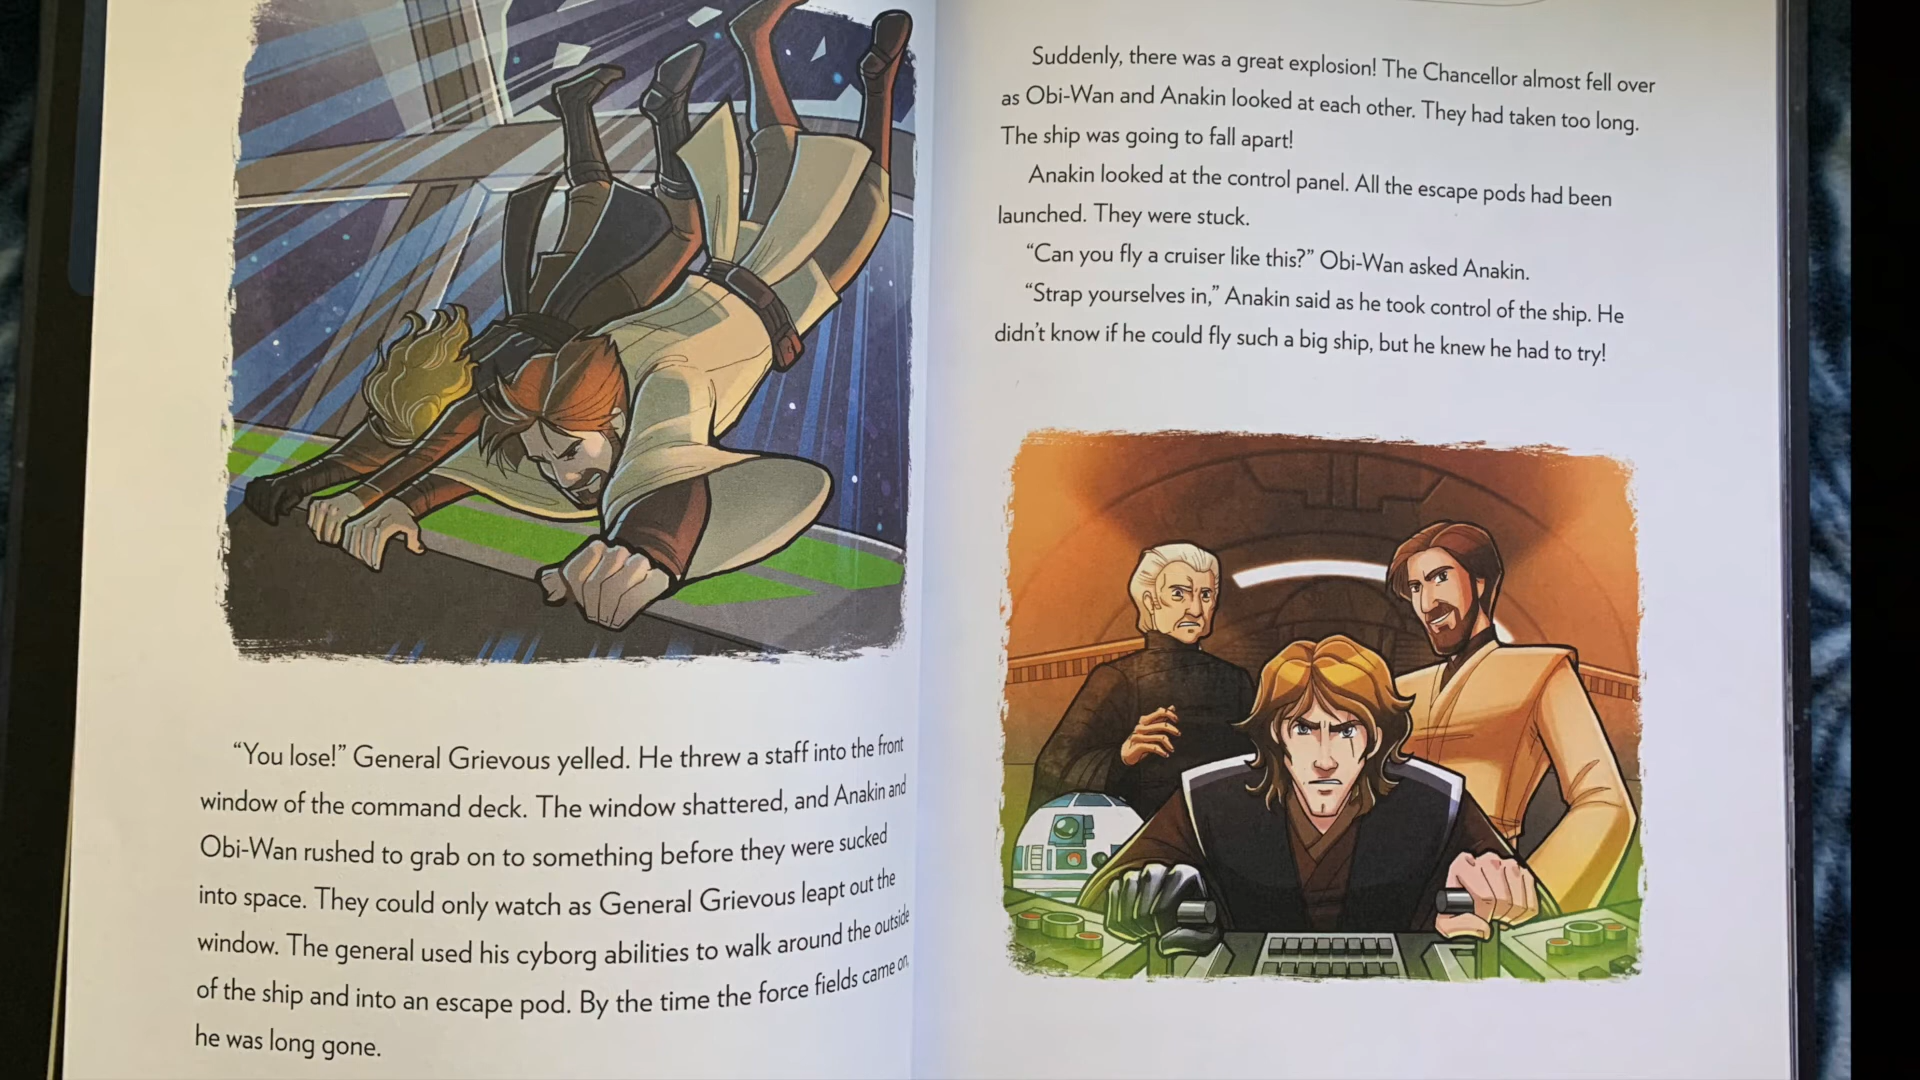 “You lose!” General Grievous yelled. He threw a staff into the front
window of the command deck. The window shattered, and Anakin and
Obi-Wan rushed to grab on to something before they were sucked
into space. They could only watch as General Grievous leapt out the
window. The general used his cyborg abilities to walk around the outside
of the ship and into an escape pod. By the time the force fields came on,
he was long gone.
Suddenly, there was a great explosion! The Chancellor almost fell over
as Obi-Wan and Anakin looked at each other. They had taken too long.
The ship was going to fall apart!
Anakin looked at the control panel. All the escape pods had been
launched. They were stuck.
“Can you fly a cruiser like this?” Obi-Wan asked Anakin.
“Strap yourselves in,” Anakin said as he took control of the ship. He
didn’t know if he could fly such a big ship, but he knew he had to try!